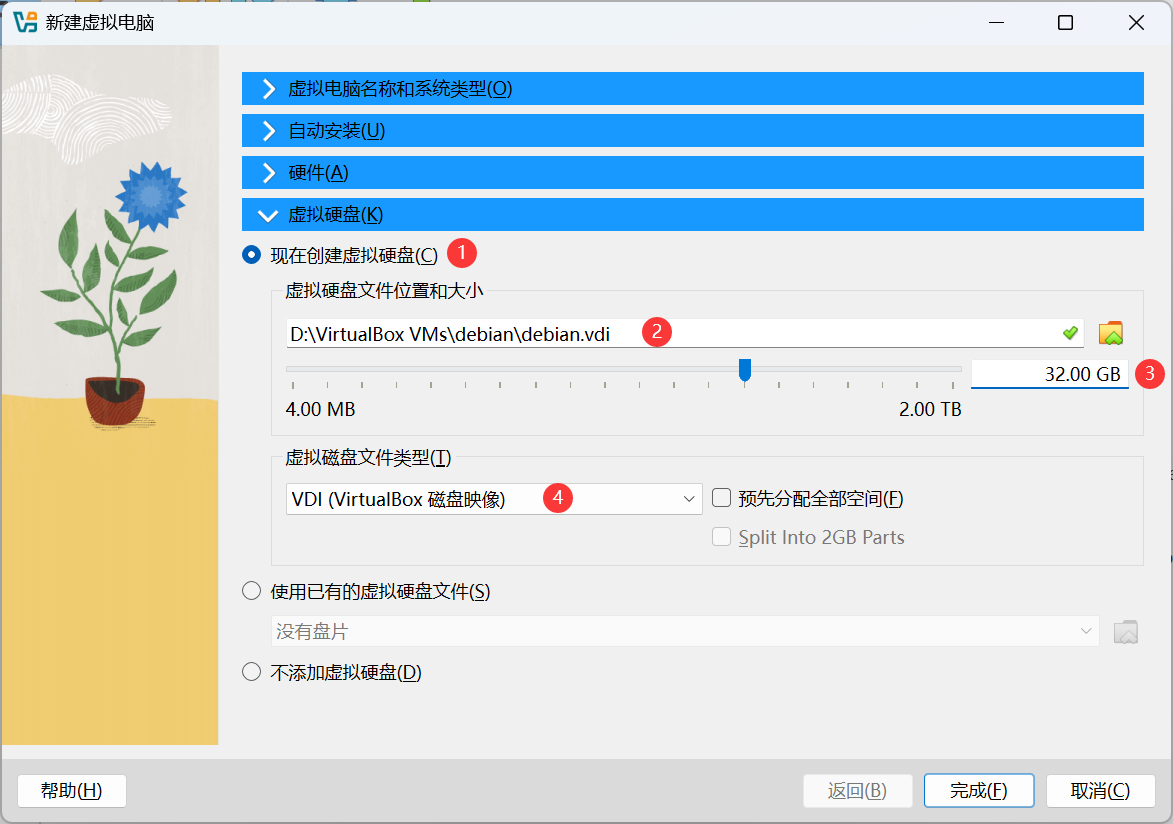 新建虚拟电脑
虚拟电脑名称和系统类型(O)
自动安装(U)
硬件(A)
虚拟硬盘(K)
现在创建虚拟硬盘(C) 1
虚拟硬盘文件位置和大小
D:\VirtualBox VMs\debian\debian.vdi 2
32.00 GB 3
4.00 MB 2.00 TB
虚拟磁盘文件类型(T)
VDI (VirtualBox 磁盘映像) 4 预先分配全部空间(F)
Split Into 2GB Parts
使用已有的虚拟硬盘文件(S)
没有盘片
不添加虚拟硬盘(D)
帮助(H) 返回(B) 完成(F) 取消(C)